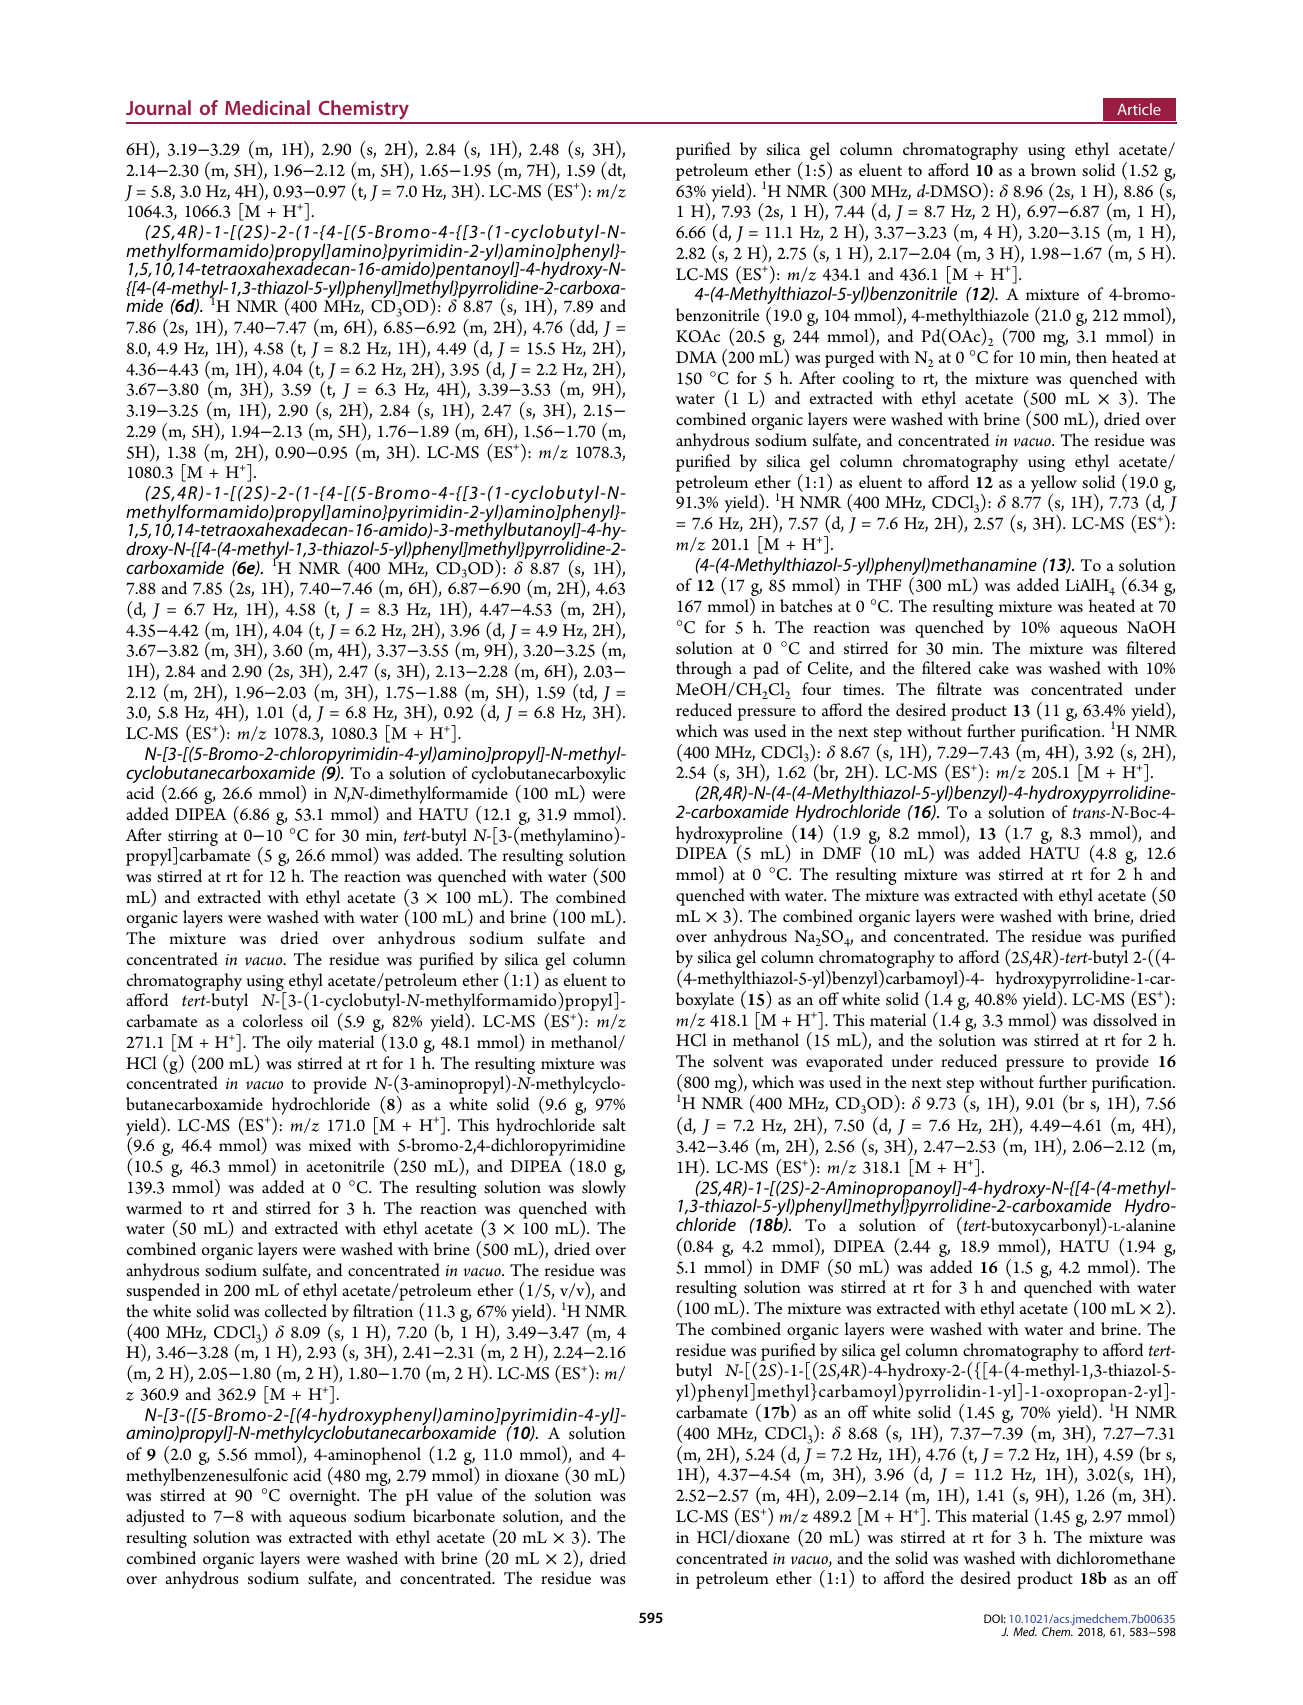 Journal of Medicinal Chemistry
Article
6H), 3.19−3.29 (m, 1H), 2.90 (s, 2H), 2.84 (s, 1H), 2.48 (s, 3H),
2.14−2.30 (m, 5H), 1.96−2.12 (m, 5H), 1.65−1.95 (m, 7H), 1.59 (dt,
J = 5.8, 3.0 Hz, 4H), 0.93−0.97 (t, J = 7.0 Hz, 3H). LC-MS (ES⁺): m/z
1064.3, 1066.3 [M + H⁺].
(2S,4R)-1-[(2S)-2-(1-{4-[(5-Bromo-4-{[3-(1-cyclobutyl-N-
methylformamido)propyl]amino}pyrimidin-2-yl)amino]phenyl}-
1,5,10,14-tetraoxahexadecan-16-amido)pentanoyl]-4-hydroxy-N-
{[4-(4-methyl-1,3-thiazol-5-yl)phenyl]methyl}pyrrolidine-2-carboxa-
mide (6d). ¹H NMR (400 MHz, CD₃OD): δ 8.87 (s, 1H), 7.89 and
7.86 (2s, 1H), 7.40−7.47 (m, 6H), 6.85−6.92 (m, 2H), 4.76 (dd, J =
8.0, 4.9 Hz, 1H), 4.58 (t, J = 8.2 Hz, 1H), 4.49 (d, J = 15.5 Hz, 2H),
4.36−4.43 (m, 1H), 4.04 (t, J = 6.2 Hz, 2H), 3.95 (d, J = 2.2 Hz, 2H),
3.67−3.80 (m, 3H), 3.59 (t, J = 6.3 Hz, 4H), 3.39−3.53 (m, 9H),
3.19−3.25 (m, 1H), 2.90 (s, 2H), 2.84 (s, 1H), 2.47 (s, 3H), 2.15−
2.29 (m, 5H), 1.94−2.13 (m, 5H), 1.76−1.89 (m, 6H), 1.56−1.70 (m,
5H), 1.38 (m, 2H), 0.90−0.95 (m, 3H). LC-MS (ES⁺): m/z 1078.3,
1080.3 [M + H⁺].
(2S,4R)-1-[(2S)-2-(1-{4-[(5-Bromo-4-{[3-(1-cyclobutyl-N-
methylformamido)propyl]amino}pyrimidin-2-yl)amino]phenyl}-
1,5,10,14-tetraoxahexadecan-16-amido)-3-methylbutanoyl]-4-hy-
droxy-N-{[4-(4-methyl-1,3-thiazol-5-yl)phenyl]methyl}pyrrolidine-2-
carboxamide (6e). ¹H NMR (400 MHz, CD₃OD): δ 8.87 (s, 1H),
7.88 and 7.85 (2s, 1H), 7.40−7.46 (m, 6H), 6.87−6.90 (m, 2H), 4.63
(d, J = 6.7 Hz, 1H), 4.58 (t, J = 8.3 Hz, 1H), 4.47−4.53 (m, 2H),
4.35−4.42 (m, 1H), 4.04 (t, J = 6.2 Hz, 2H), 3.96 (d, J = 4.9 Hz, 2H),
3.67−3.82 (m, 3H), 3.60 (m, 4H), 3.37−3.55 (m, 9H), 3.20−3.25 (m,
1H), 2.84 and 2.90 (2s, 3H), 2.47 (s, 3H), 2.13−2.28 (m, 6H), 2.03−
2.12 (m, 2H), 1.96−2.03 (m, 3H), 1.75−1.88 (m, 5H), 1.59 (td, J =
3.0, 5.8 Hz, 4H), 1.01 (d, J = 6.8 Hz, 3H), 0.92 (d, J = 6.8 Hz, 3H).
LC-MS (ES⁺): m/z 1078.3, 1080.3 [M + H⁺].
N-[3-[(5-Bromo-2-chloropyrimidin-4-yl)amino]propyl]-N-methyl-
cyclobutanecarboxamide (9). To a solution of cyclobutanecarboxylic
acid (2.66 g, 26.6 mmol) in N,N-dimethylformamide (100 mL) were
added DIPEA (6.86 g, 53.1 mmol) and HATU (12.1 g, 31.9 mmol).
After stirring at 0−10 °C for 30 min, tert-butyl N-[3-(methylamino)-
propyl]carbamate (5 g, 26.6 mmol) was added. The resulting solution
was stirred at rt for 12 h. The reaction was quenched with water (500
mL) and extracted with ethyl acetate (3 × 100 mL). The combined
organic layers were washed with water (100 mL) and brine (100 mL).
The mixture was dried over anhydrous sodium sulfate and
concentrated in vacuo. The residue was purified by silica gel column
chromatography using ethyl acetate/petroleum ether (1:1) as eluent to
afford tert-butyl N-[3-(1-cyclobutyl-N-methylformamido)propyl]-
carbamate as a colorless oil (5.9 g, 82% yield). LC-MS (ES⁺): m/z
271.1 [M + H⁺]. The oily material (13.0 g, 48.1 mmol) in methanol/
HCl (g) (200 mL) was stirred at rt for 1 h. The resulting mixture was
concentrated in vacuo to provide N-(3-aminopropyl)-N-methylcyclo-
butanecarboxamide hydrochloride (8) as a white solid (9.6 g, 97%
yield). LC-MS (ES⁺): m/z 171.0 [M + H⁺]. This hydrochloride salt
(9.6 g, 46.4 mmol) was mixed with 5-bromo-2,4-dichloropyrimidine
(10.5 g, 46.3 mmol) in acetonitrile (250 mL), and DIPEA (18.0 g,
139.3 mmol) was added at 0 °C. The resulting solution was slowly
warmed to rt and stirred for 3 h. The reaction was quenched with
water (50 mL) and extracted with ethyl acetate (3 × 100 mL). The
combined organic layers were washed with brine (500 mL), dried over
anhydrous sodium sulfate, and concentrated in vacuo. The residue was
suspended in 200 mL of ethyl acetate/petroleum ether (1/5, v/v), and
the white solid was collected by filtration (11.3 g, 67% yield). ¹H NMR
(400 MHz, CDCl₃) δ 8.09 (s, 1 H), 7.20 (b, 1 H), 3.49−3.47 (m, 4
H), 3.46−3.28 (m, 1 H), 2.93 (s, 3H), 2.41−2.31 (m, 2 H), 2.24−2.16
(m, 2 H), 2.05−1.80 (m, 2 H), 1.80−1.70 (m, 2 H). LC-MS (ES⁺): m/
z 360.9 and 362.9 [M + H⁺].
N-[3-([5-Bromo-2-[(4-hydroxyphenyl)amino]pyrimidin-4-yl]-
amino)propyl]-N-methylcyclobutanecarboxamide (10). A solution
of 9 (2.0 g, 5.56 mmol), 4-aminophenol (1.2 g, 11.0 mmol), and 4-
methylbenzenesulfonic acid (480 mg, 2.79 mmol) in dioxane (30 mL)
was stirred at 90 °C overnight. The pH value of the solution was
adjusted to 7−8 with aqueous sodium bicarbonate solution, and the
resulting solution was extracted with ethyl acetate (20 mL × 3). The
combined organic layers were washed with brine (20 mL × 2), dried
over anhydrous sodium sulfate, and concentrated. The residue was
purified by silica gel column chromatography using ethyl acetate/
petroleum ether (1:5) as eluent to afford 10 as a brown solid (1.52 g,
63% yield). ¹H NMR (300 MHz, d-DMSO): δ 8.96 (2s, 1 H), 8.86 (s,
1 H), 7.93 (2s, 1 H), 7.44 (d, J = 8.7 Hz, 2 H), 6.97−6.87 (m, 1 H),
6.66 (d, J = 11.1 Hz, 2 H), 3.37−3.23 (m, 4 H), 3.20−3.15 (m, 1 H),
2.82 (s, 2 H), 2.75 (s, 1 H), 2.17−2.04 (m, 3 H), 1.98−1.67 (m, 5 H).
LC-MS (ES⁺): m/z 434.1 and 436.1 [M + H⁺].
4-(4-Methylthiazol-5-yl)benzonitrile (12). A mixture of 4-bromo-
benzonitrile (19.0 g, 104 mmol), 4-methylthiazole (21.0 g, 212 mmol),
KOAc (20.5 g, 244 mmol), and Pd(OAc)₂ (700 mg, 3.1 mmol) in
DMA (200 mL) was purged with N₂ at 0 °C for 10 min, then heated at
150 °C for 5 h. After cooling to rt, the mixture was quenched with
water (1 L) and extracted with ethyl acetate (500 mL × 3). The
combined organic layers were washed with brine (500 mL), dried over
anhydrous sodium sulfate, and concentrated in vacuo. The residue was
purified by silica gel column chromatography using ethyl acetate/
petroleum ether (1:1) as eluent to afford 12 as a yellow solid (19.0 g,
91.3% yield). ¹H NMR (400 MHz, CDCl₃): δ 8.77 (s, 1H), 7.73 (d, J
= 7.6 Hz, 2H), 7.57 (d, J = 7.6 Hz, 2H), 2.57 (s, 3H). LC-MS (ES⁺):
m/z 201.1 [M + H⁺].
(4-(4-Methylthiazol-5-yl)phenyl)methanamine (13). To a solution
of 12 (17 g, 85 mmol) in THF (300 mL) was added LiAlH₄ (6.34 g,
167 mmol) in batches at 0 °C. The resulting mixture was heated at 70
°C for 5 h. The reaction was quenched by 10% aqueous NaOH
solution at 0 °C and stirred for 30 min. The mixture was filtered
through a pad of Celite, and the filtered cake was washed with 10%
MeOH/CH₂Cl₂ four times. The filtrate was concentrated under
reduced pressure to afford the desired product 13 (11 g, 63.4% yield),
which was used in the next step without further purification. ¹H NMR
(400 MHz, CDCl₃): δ 8.67 (s, 1H), 7.29−7.43 (m, 4H), 3.92 (s, 2H),
2.54 (s, 3H), 1.62 (br, 2H). LC-MS (ES⁺): m/z 205.1 [M + H⁺].
(2R,4R)-N-(4-(4-Methylthiazol-5-yl)benzyl)-4-hydroxypyrrolidine-
2-carboxamide Hydrochloride (16). To a solution of trans-N-Boc-4-
hydroxyproline (14) (1.9 g, 8.2 mmol), 13 (1.7 g, 8.3 mmol), and
DIPEA (5 mL) in DMF (10 mL) was added HATU (4.8 g, 12.6
mmol) at 0 °C. The resulting mixture was stirred at rt for 2 h and
quenched with water. The mixture was extracted with ethyl acetate (50
mL × 3). The combined organic layers were washed with brine, dried
over anhydrous Na₂SO₄, and concentrated. The residue was purified
by silica gel column chromatography to afford (2S,4R)-tert-butyl 2-((4-
(4-methylthiazol-5-yl)benzyl)carbamoyl)-4- hydroxypyrrolidine-1-car-
boxylate (15) as an off white solid (1.4 g, 40.8% yield). LC-MS (ES⁺):
m/z 418.1 [M + H⁺]. This material (1.4 g, 3.3 mmol) was dissolved in
HCl in methanol (15 mL), and the solution was stirred at rt for 2 h.
The solvent was evaporated under reduced pressure to provide 16
(800 mg), which was used in the next step without further purification.
¹H NMR (400 MHz, CD₃OD): δ 9.73 (s, 1H), 9.01 (br s, 1H), 7.56
(d, J = 7.2 Hz, 2H), 7.50 (d, J = 7.6 Hz, 2H), 4.49−4.61 (m, 4H),
3.42−3.46 (m, 2H), 2.56 (s, 3H), 2.47−2.53 (m, 1H), 2.06−2.12 (m,
1H). LC-MS (ES⁺): m/z 318.1 [M + H⁺].
(2S,4R)-1-[(2S)-2-Aminopropanoyl]-4-hydroxy-N-{[4-(4-methyl-
1,3-thiazol-5-yl)phenyl]methyl}pyrrolidine-2-carboxamide Hydro-
chloride (18b). To a solution of (tert-butoxycarbonyl)-L-alanine
(0.84 g, 4.2 mmol), DIPEA (2.44 g, 18.9 mmol), HATU (1.94 g,
5.1 mmol) in DMF (50 mL) was added 16 (1.5 g, 4.2 mmol). The
resulting solution was stirred at rt for 3 h and quenched with water
(100 mL). The mixture was extracted with ethyl acetate (100 mL × 2).
The combined organic layers were washed with water and brine. The
residue was purified by silica gel column chromatography to afford tert-
butyl N-[(2S)-1-[(2S,4R)-4-hydroxy-2-({[4-(4-methyl-1,3-thiazol-5-
yl)phenyl]methyl}carbamoyl)pyrrolidin-1-yl]-1-oxopropan-2-yl]-
carbamate (17b) as an off white solid (1.45 g, 70% yield). ¹H NMR
(400 MHz, CDCl₃): δ 8.68 (s, 1H), 7.37−7.39 (m, 3H), 7.27−7.31
(m, 2H), 5.24 (d, J = 7.2 Hz, 1H), 4.76 (t, J = 7.2 Hz, 1H), 4.59 (br s,
1H), 4.37−4.54 (m, 3H), 3.96 (d, J = 11.2 Hz, 1H), 3.02(s, 1H),
2.52−2.57 (m, 4H), 2.09−2.14 (m, 1H), 1.41 (s, 9H), 1.26 (m, 3H).
LC-MS (ES⁺) m/z 489.2 [M + H⁺]. This material (1.45 g, 2.97 mmol)
in HCl/dioxane (20 mL) was stirred at rt for 3 h. The mixture was
concentrated in vacuo, and the solid was washed with dichloromethane
in petroleum ether (1:1) to afford the desired product 18b as an off
595
DOI: 10.1021/acs.jmedchem.7b00635
J. Med. Chem. 2018, 61, 583−598